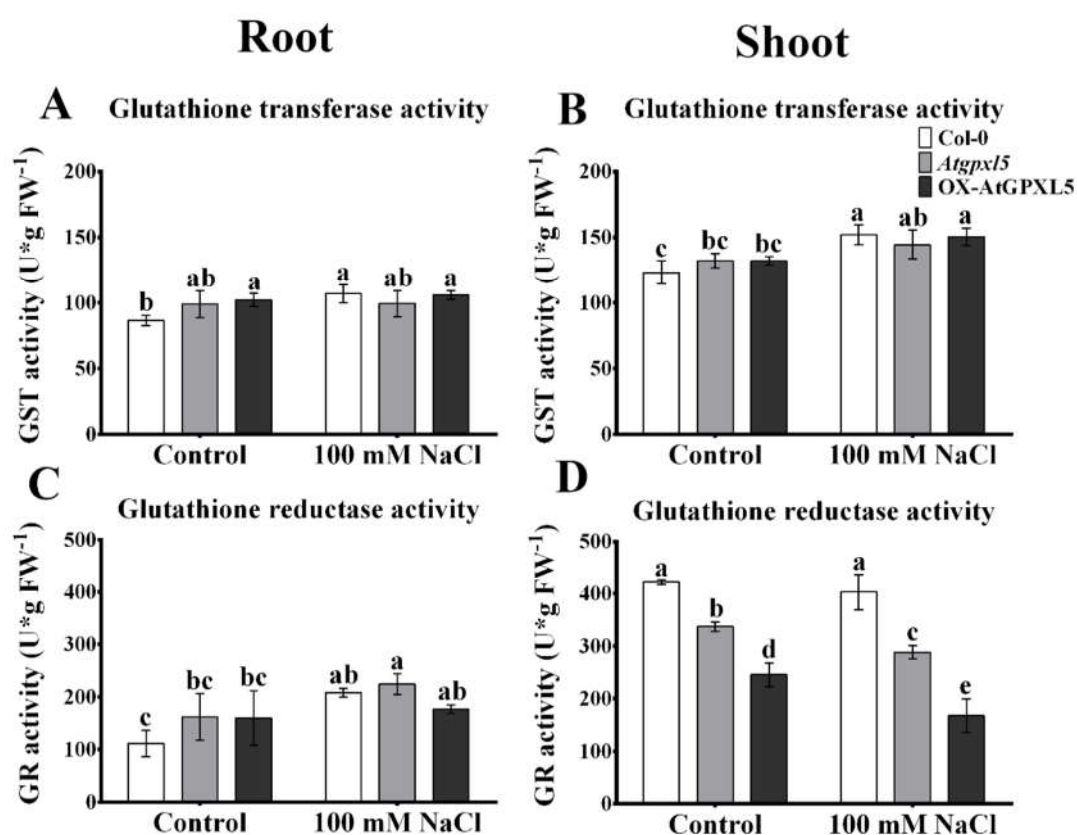 Root
Shoot
A
Glutathione transferase activity
B
Glutathione transferase activity
Col-0
Atgpxl5
OX-AtGPXL5
GST activity (U*g FW⁻¹)
200
150
100
50
0
b
ab
a
a
ab
a
Control
100 mM NaCl
GST activity (U*g FW⁻¹)
200
150
100
50
0
c
bc
bc
a
ab
a
Control
100 mM NaCl
C
Glutathione reductase activity
D
Glutathione reductase activity
GR activity (U*g FW⁻¹)
500
400
300
200
100
0
c
bc
bc
ab
a
ab
Control
100 mM NaCl
GR activity (U*g FW⁻¹)
500
400
300
200
100
0
a
b
d
a
c
e
Control
100 mM NaCl